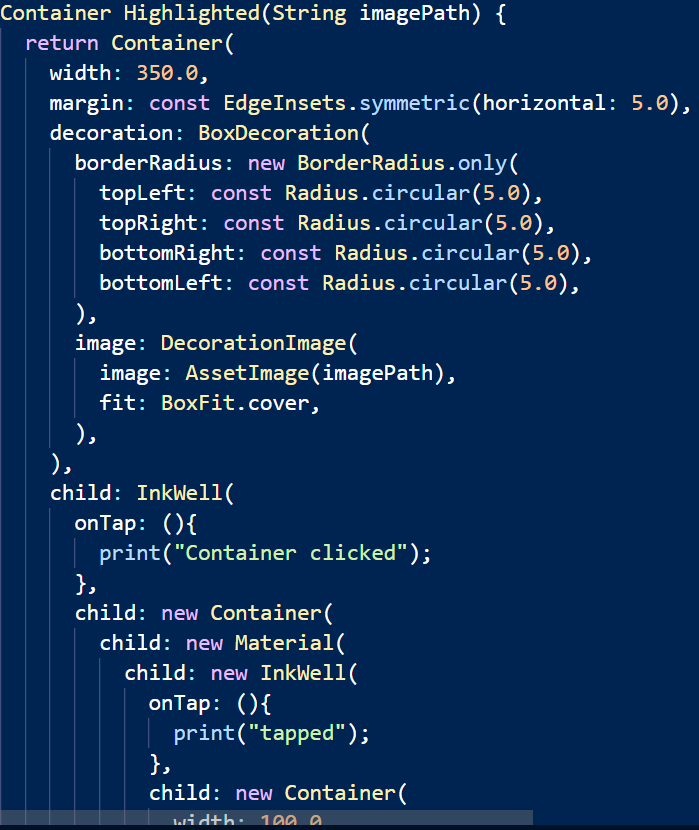 Container Highlighted(String imagePath) {
return Container(
width: 350.0,
margin: const EdgeInsets.symmetric(horizontal: 5.0),
decoration: BoxDecoration(
borderRadius: new BorderRadius.only(
topLeft: const Radius.circular(5.0),
topRight: const Radius.circular(5.0),
bottomRight: const Radius.circular(5.0),
bottomLeft: const Radius.circular(5.0),
),
image: DecorationImage(
image: AssetImage(imagePath),
fit: BoxFit.cover,
),
),
child: InkWell(
onTap: (){
print("Container clicked");
},
child: new Container(
child: new Material(
child: new InkWell(
onTap: (){
print("tapped");
},
child: new Container(
width: 100.0